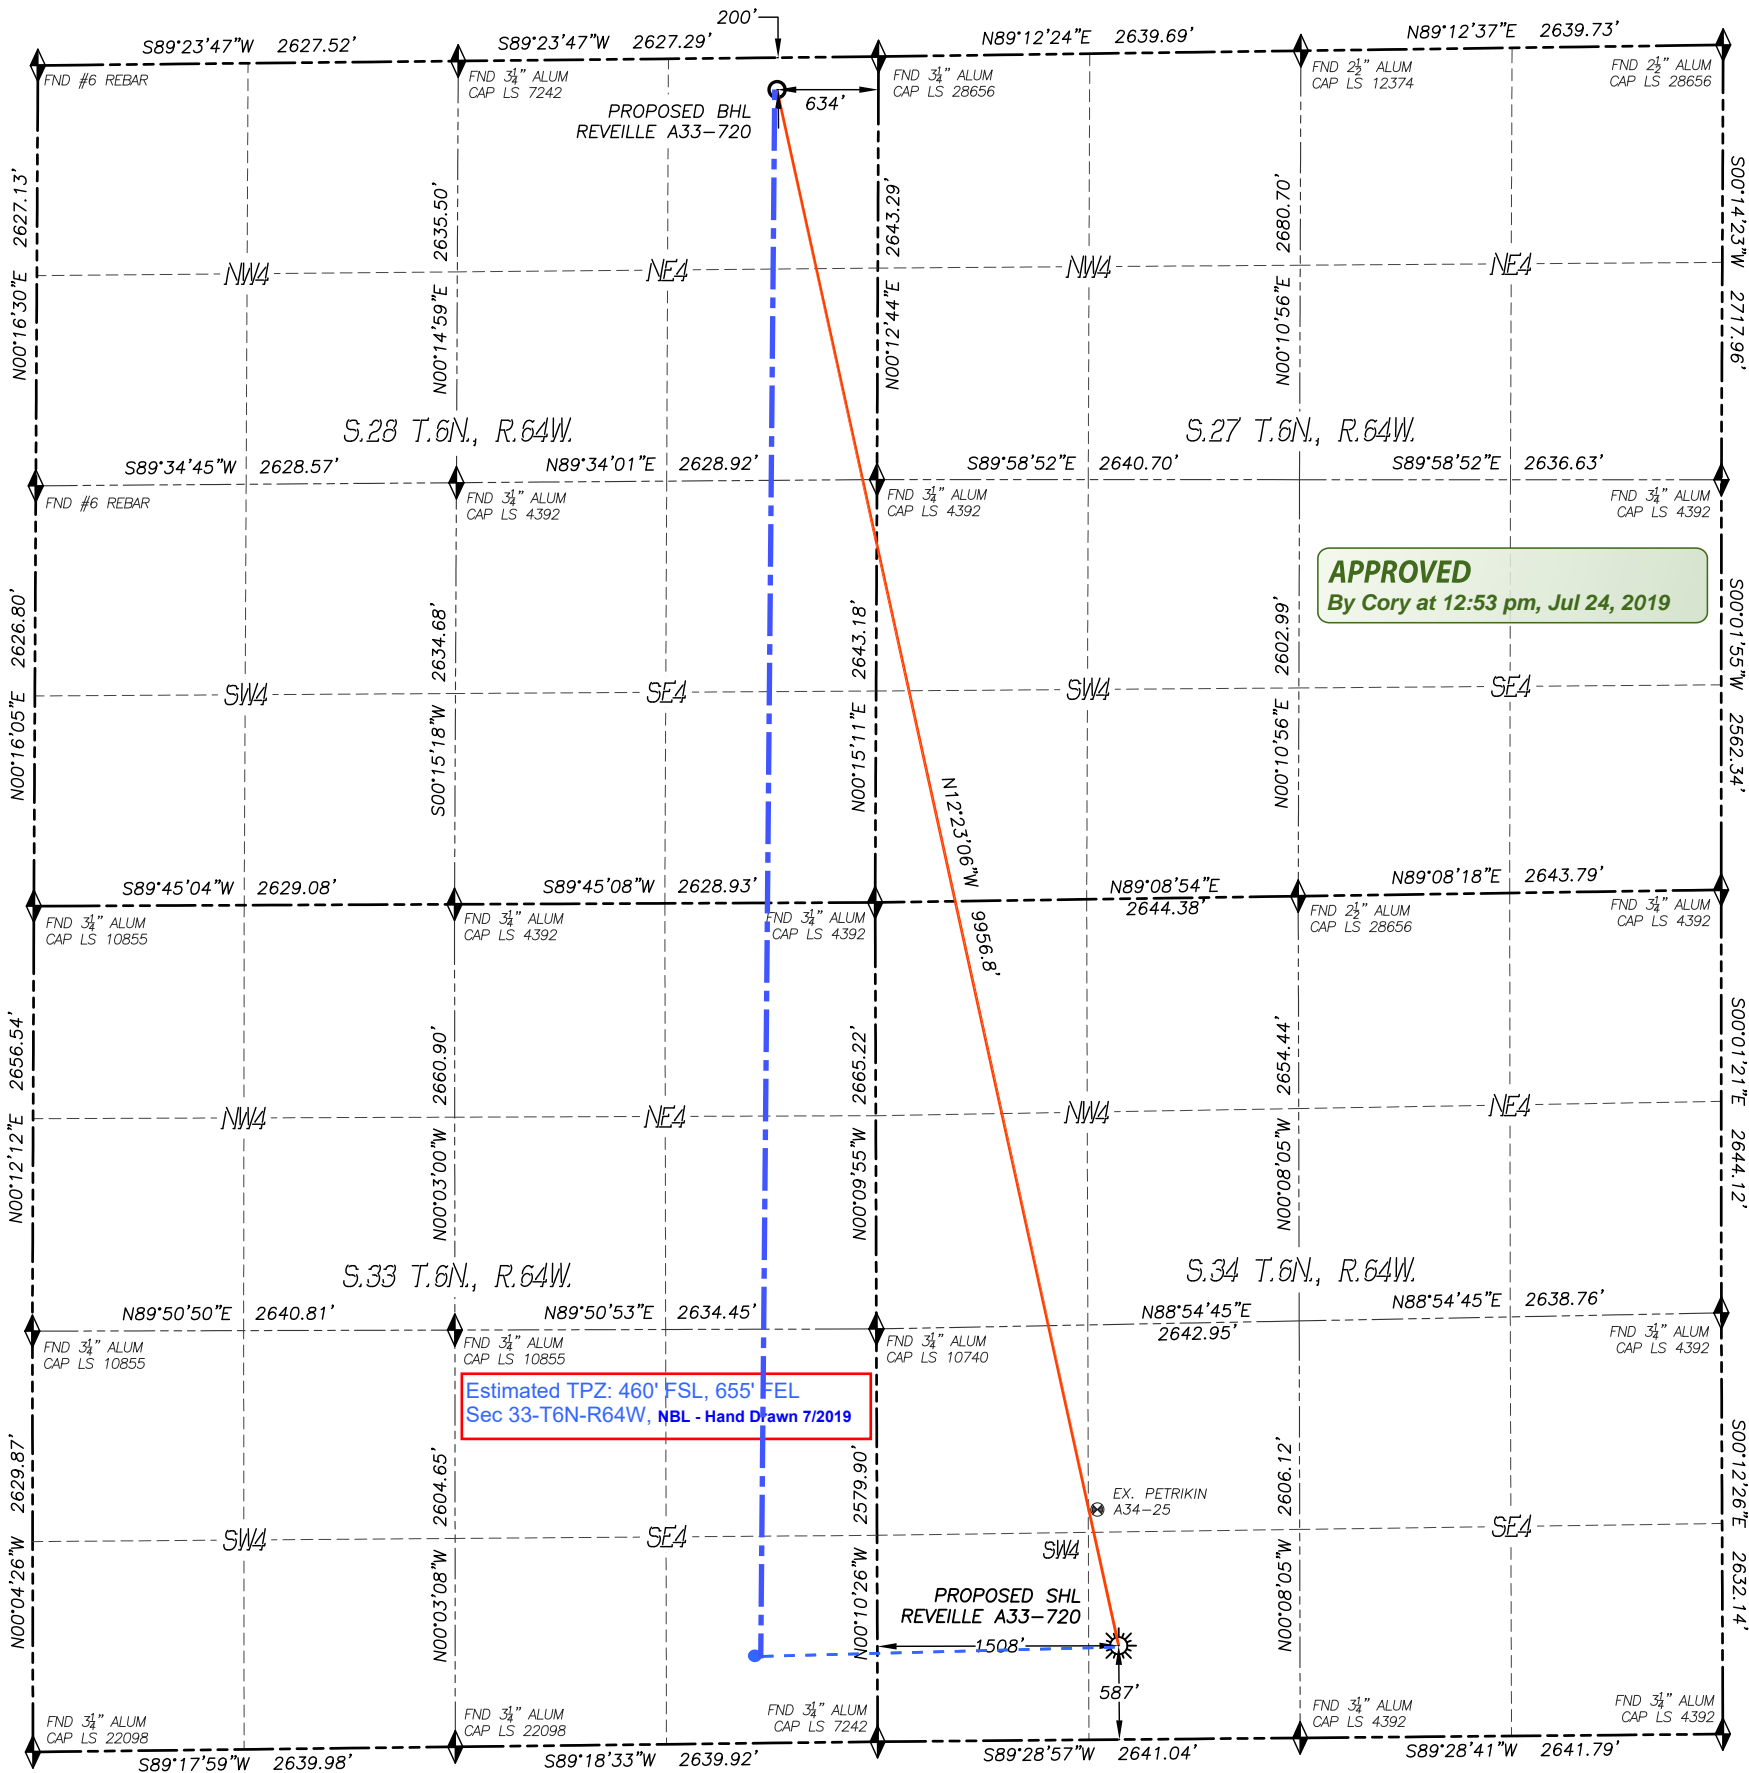 200'
S89°23'47"W 2627.52'
S89°23'47"W 2627.29'
N89°12'24"E 2639.69'
N89°12'37"E 2639.73'
FND #6 REBAR
FND 3¼" ALUM
CAP LS 7242
FND 3¼" ALUM
CAP LS 28656
FND 2½" ALUM
CAP LS 12374
FND 2½" ALUM
CAP LS 28656
634'
PROPOSED BHL
REVEILLE A33-720
N00°16'30"E 2627.13'
N00°14'59"E 2635.50'
N00°12'44"E 2643.29'
N00°10'56"E 2680.70'
S00°14'23"W 2717.96'
NW4
NE4
NW4
NE4
S.28 T.6N., R.64W.
S.27 T.6N., R.64W.
S89°34'45"W 2628.57'
N89°34'01"E 2628.92'
S89°58'52"E 2640.70'
S89°58'52"E 2636.63'
FND #6 REBAR
FND 3¼" ALUM
CAP LS 4392
FND 3¼" ALUM
CAP LS 4392
FND 3¼" ALUM
CAP LS 4392
APPROVED
By Cory at 12:53 pm, Jul 24, 2019
N00°16'05"E 2626.80'
S00°15'18"W 2634.68'
N00°15'11"E 2643.18'
N00°10'56"E 2602.99'
S00°01'55"W 2562.34'
SW4
SE4
SW4
SE4
N12°23'06"W 9956.8'
S89°45'04"W 2629.08'
S89°45'08"W 2628.93'
N89°08'54"E
2644.38'
N89°08'18"E 2643.79'
FND 3¼" ALUM
CAP LS 10855
FND 3¼" ALUM
CAP LS 4392
FND 3¼" ALUM
CAP LS 4392
FND 2½" ALUM
CAP LS 28656
FND 3¼" ALUM
CAP LS 4392
N00°12'12"E 2656.54'
N00°03'00"W 2660.90'
N00°09'55"W 2665.22'
N00°08'05"W 2654.44'
S00°01'21"E 2644.12'
NW4
NE4
NW4
NE4
S.33 T.6N., R.64W.
S.34 T.6N., R.64W.
N89°50'50"E 2640.81'
N89°50'53"E 2634.45'
N88°54'45"E
2642.95'
N88°54'45"E 2638.76'
FND 3¼" ALUM
CAP LS 10855
FND 3¼" ALUM
CAP LS 10855
FND 3¼" ALUM
CAP LS 10740
FND 3¼" ALUM
CAP LS 4392
Estimated TPZ: 460' FSL, 655' FEL
Sec 33-T6N-R64W, NBL - Hand Drawn 7/2019
N00°04'26"W 2629.87'
N00°03'08"W 2604.65'
N00°10'26"W 2579.90'
N00°08'05"W 2606.12'
S00°12'26"E 2632.14'
EX. PETRIKIN
A34-25
SW4
SE4
SW4
SE4
PROPOSED SHL
REVEILLE A33-720
1508'
587'
FND 3¼" ALUM
CAP LS 22098
FND 3¼" ALUM
CAP LS 22098
FND 3¼" ALUM
CAP LS 7242
FND 3¼" ALUM
CAP LS 4392
FND 3¼" ALUM
CAP LS 4392
S89°17'59"W 2639.98'
S89°18'33"W 2639.92'
S89°28'57"W 2641.04'
S89°28'41"W 2641.79'